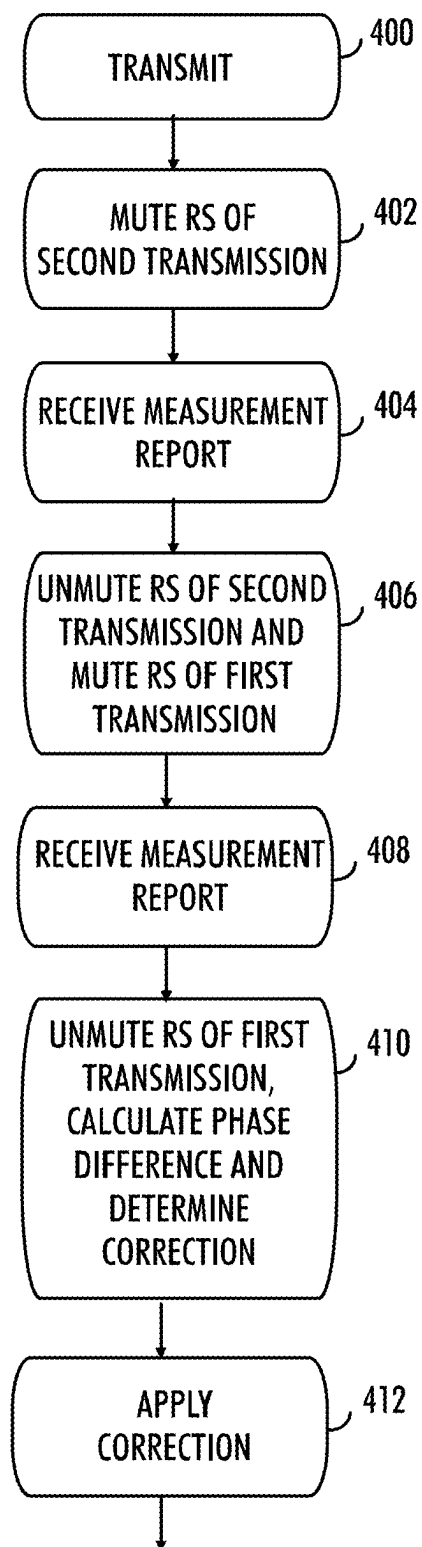 TRANSMIT
400
MUTE RS OF
SECOND TRANSMISSION
402
RECEIVE MEASUREMENT
REPORT
404
UNMUTE RS OF SECOND
TRANSMISSION AND
MUTE RS OF FIRST
TRANSMISSION
406
RECEIVE MEASUREMENT
REPORT
408
UNMUTE RS OF FIRST
TRANSMISSION,
CALCULATE PHASE
DIFFERENCE AND
DETERMINE
CORRECTION
410
APPLY
CORRECTION
412